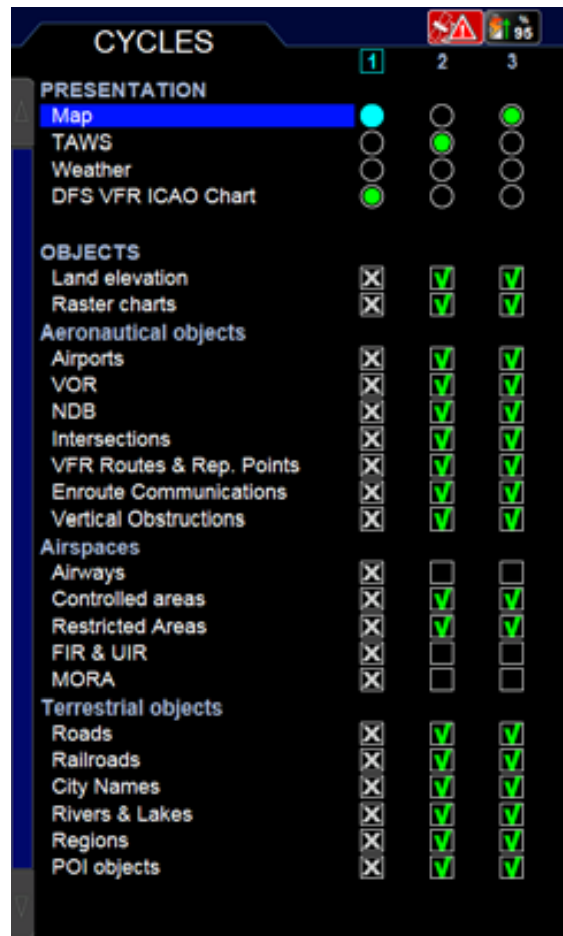 CYCLES
% 95
1 2 3
PRESENTATION
Map
TAWS
Weather
DFS VFR ICAO Chart
OBJECTS
Land elevation
Raster charts
Aeronautical objects
Airports
VOR
NDB
Intersections
VFR Routes & Rep. Points
Enroute Communications
Vertical Obstructions
Airspaces
Airways
Controlled areas
Restricted Areas
FIR & UIR
MORA
Terrestrial objects
Roads
Railroads
City Names
Rivers & Lakes
Regions
POI objects